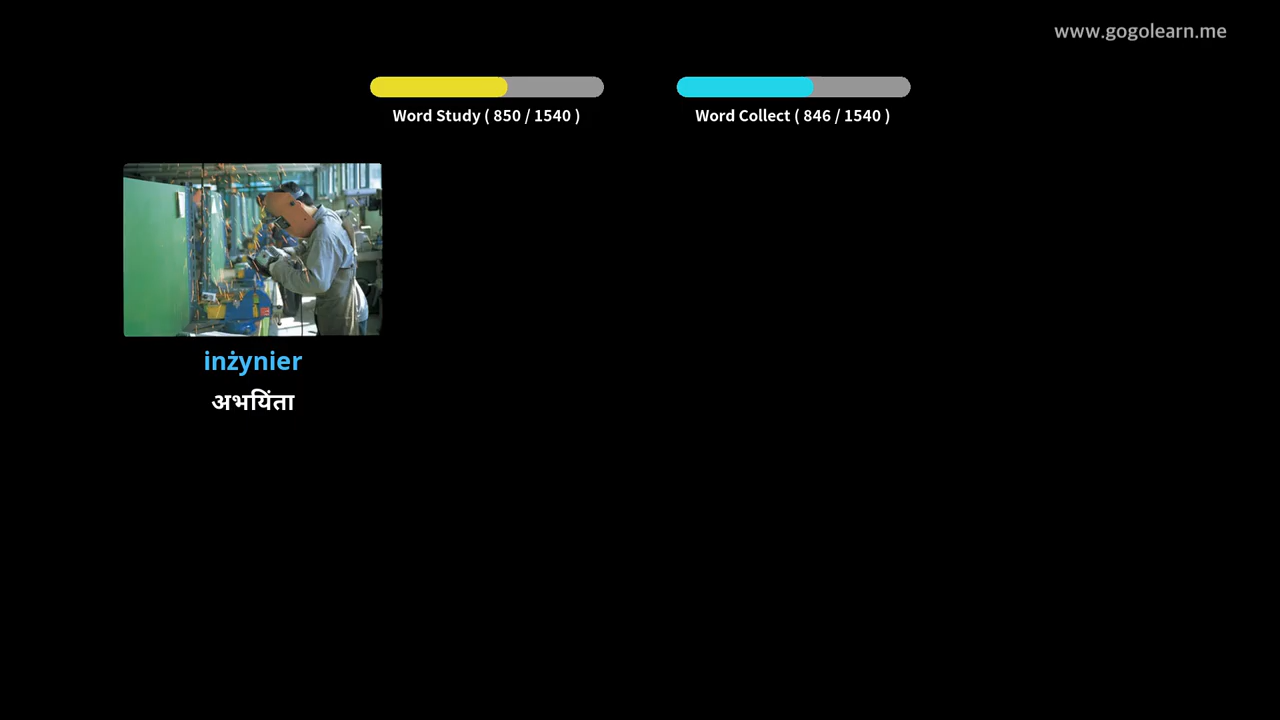 www.gogolearn.me
Word Study ( 850 / 1540 )
Word Collect ( 846 / 1540 )
inżynier
अभयिंता